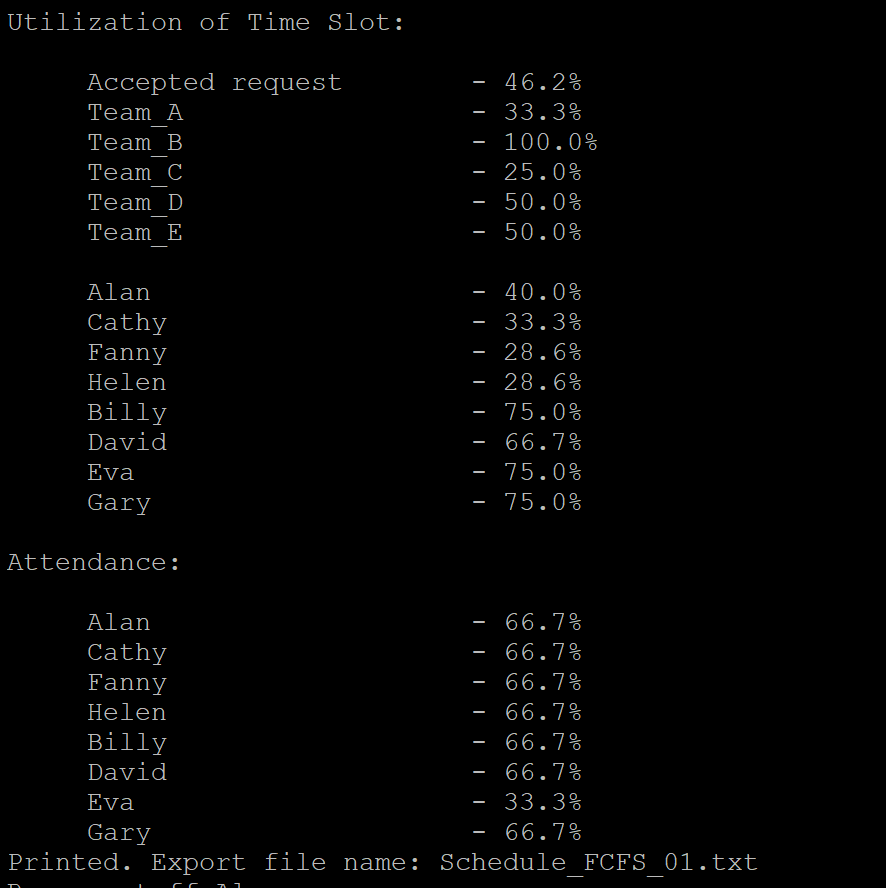 Utilization of Time Slot:
Accepted request - 46.2%
Team_A - 33.3%
Team_B - 100.0%
Team_C - 25.0%
Team_D - 50.0%
Team_E - 50.0%
Alan - 40.0%
Cathy - 33.3%
Fanny - 28.6%
Helen - 28.6%
Billy - 75.0%
David - 66.7%
Eva - 75.0%
Gary - 75.0%
Attendance:
Alan - 66.7%
Cathy - 66.7%
Fanny - 66.7%
Helen - 66.7%
Billy - 66.7%
David - 66.7%
Eva - 33.3%
Gary - 66.7%
Printed. Export file name: Schedule_FCFS_01.txt